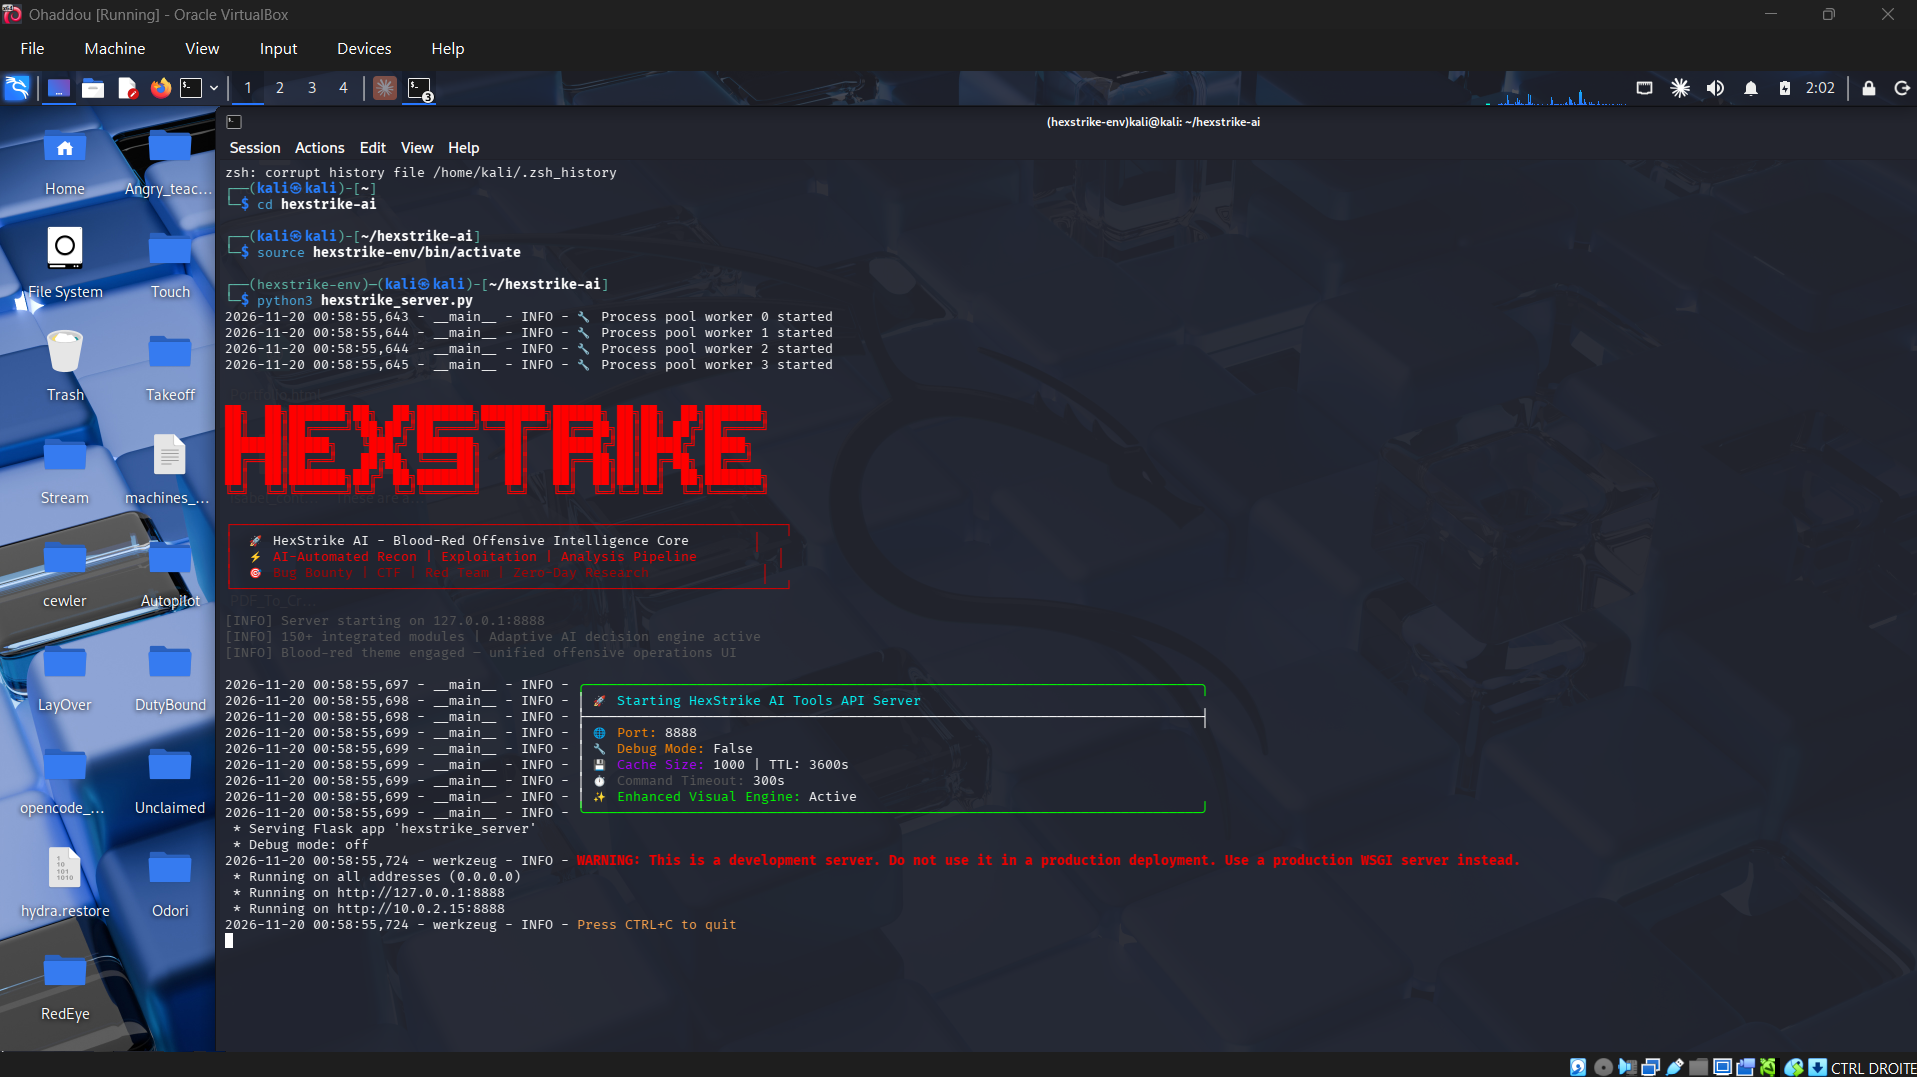 Ohaddou [Running] - Oracle VirtualBox
File Machine View Input Devices Help
1 2 3 4
3
2:02
(hexstrike-env)kali@kali: ~/hexstrike-ai
Session Actions Edit View Help
Home
Angry_teac...
File System
Touch
Trash
Takeoff
Stream
machines_...
cewler
Autopilot
LayOver
DutyBound
opencode_...
Unclaimed
hydra.restore
Odori
RedEye
zsh: corrupt history file /home/kali/.zsh_history
┌──(kali㉿kali)-[~]
└─$ cd hexstrike-ai
┌──(kali㉿kali)-[~/hexstrike-ai]
└─$ source hexstrike-env/bin/activate
┌──(hexstrike-env)─(kali㉿kali)-[~/hexstrike-ai]
└─$ python3 hexstrike_server.py
2026-11-20 00:58:55,643 - __main__ - INFO - 🔧 Process pool worker 0 started
2026-11-20 00:58:55,644 - __main__ - INFO - 🔧 Process pool worker 1 started
2026-11-20 00:58:55,644 - __main__ - INFO - 🔧 Process pool worker 2 started
2026-11-20 00:58:55,645 - __main__ - INFO - 🔧 Process pool worker 3 started
HEXSTRIKE
🚀 HexStrike AI - Blood-Red Offensive Intelligence Core
⚡ AI-Automated Recon | Exploitation | Analysis Pipeline
🎯 Bug Bounty | CTF | Red Team | Zero-Day Research
PDF_To_Cr...
[INFO] Server starting on 127.0.0.1:8888
[INFO] 150+ integrated modules | Adaptive AI decision engine active
[INFO] Blood-red theme engaged – unified offensive operations UI
2026-11-20 00:58:55,697 - __main__ - INFO -
2026-11-20 00:58:55,698 - __main__ - INFO - 🚀 Starting HexStrike AI Tools API Server
2026-11-20 00:58:55,698 - __main__ - INFO -
2026-11-20 00:58:55,699 - __main__ - INFO - 🌐 Port: 8888
2026-11-20 00:58:55,699 - __main__ - INFO - 🔧 Debug Mode: False
2026-11-20 00:58:55,699 - __main__ - INFO - 💾 Cache Size: 1000 | TTL: 3600s
2026-11-20 00:58:55,699 - __main__ - INFO - ⏱️ Command Timeout: 300s
2026-11-20 00:58:55,699 - __main__ - INFO - ✨ Enhanced Visual Engine: Active
2026-11-20 00:58:55,699 - __main__ - INFO -
* Serving Flask app 'hexstrike_server'
* Debug mode: off
2026-11-20 00:58:55,724 - werkzeug - INFO - WARNING: This is a development server. Do not use it in a production deployment. Use a production WSGI server instead.
* Running on all addresses (0.0.0.0)
* Running on http://127.0.0.1:8888
* Running on http://10.0.2.15:8888
2026-11-20 00:58:55,724 - werkzeug - INFO - Press CTRL+C to quit
CTRL DROITE